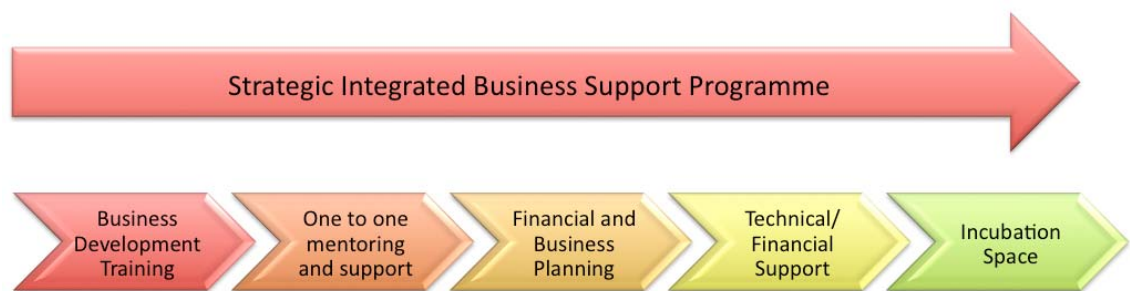 Strategic Integrated Business Support Programme
Business
Development
Training
One to one
mentoring
and support
Financial and
Business
Planning
Technical/
Financial
Support
Incubation
Space